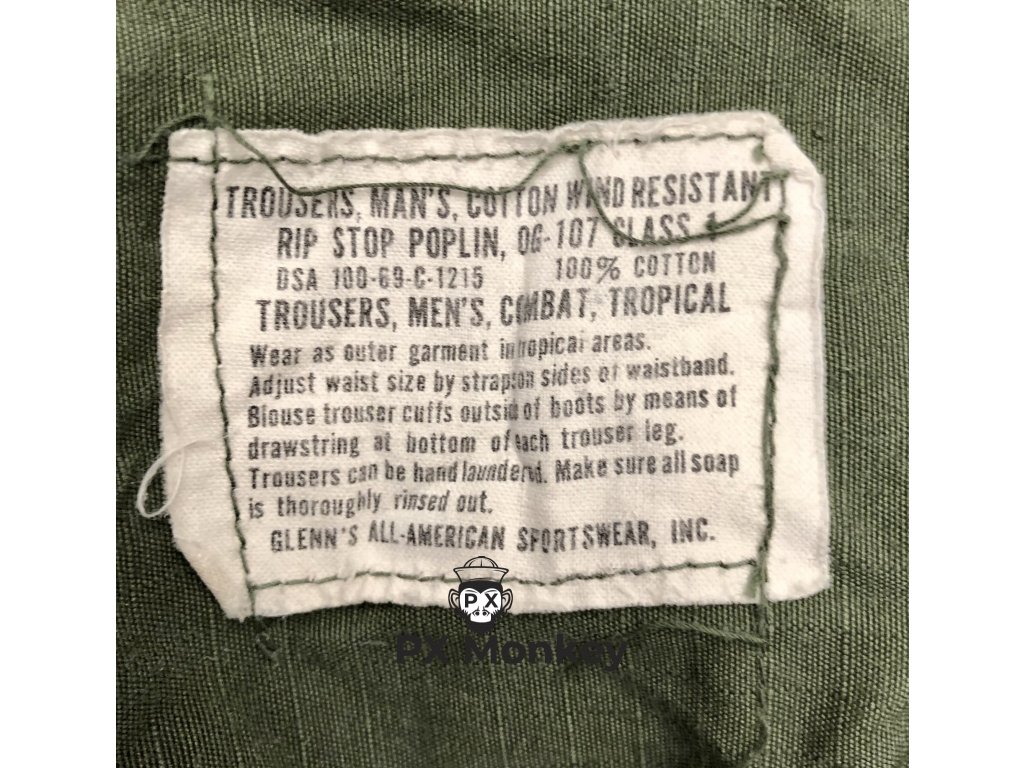 TROUSERS, MAN'S, COTTON WIND RESISTANT
RIP STOP POPLIN, OG-107 CLASS 1
DSA 100-69-C-1215 100% COTTON
TROUSERS, MEN'S, COMBAT, TROPICAL
Wear as outer garment in tropical areas.
Adjust waist size by straps on sides of waistband.
Blouse trouser cuffs outside of boots by means of
drawstring at bottom of each trouser leg.
Trousers can be hand laundered. Make sure all soap
is thoroughly rinsed out.
GLENN'S ALL-AMERICAN SPORTSWEAR, INC.
PX
PX Monkey